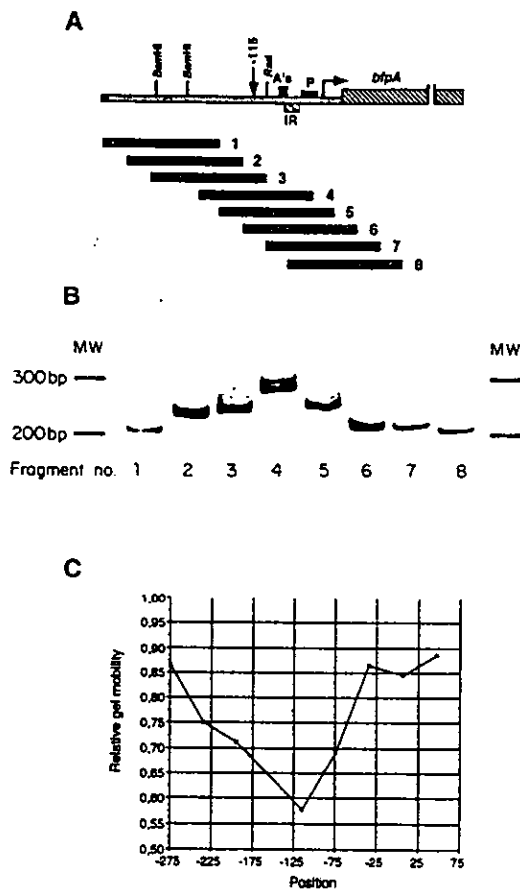 A
BamHI
BamHI
-115
RsaI
A's
P
bfpA
IR
1
2
3
4
5
6
7
8
B
MW
MW
300bp
200bp
Fragment no. 1 2 3 4 5 6 7 8
C
1,00
0,95
0,90
0,85
0,80
0,75
0,70
0,65
0,60
0,55
0,50
Relative gel mobility
-275 -225 -175 -125 -75 -25 25 75
Position